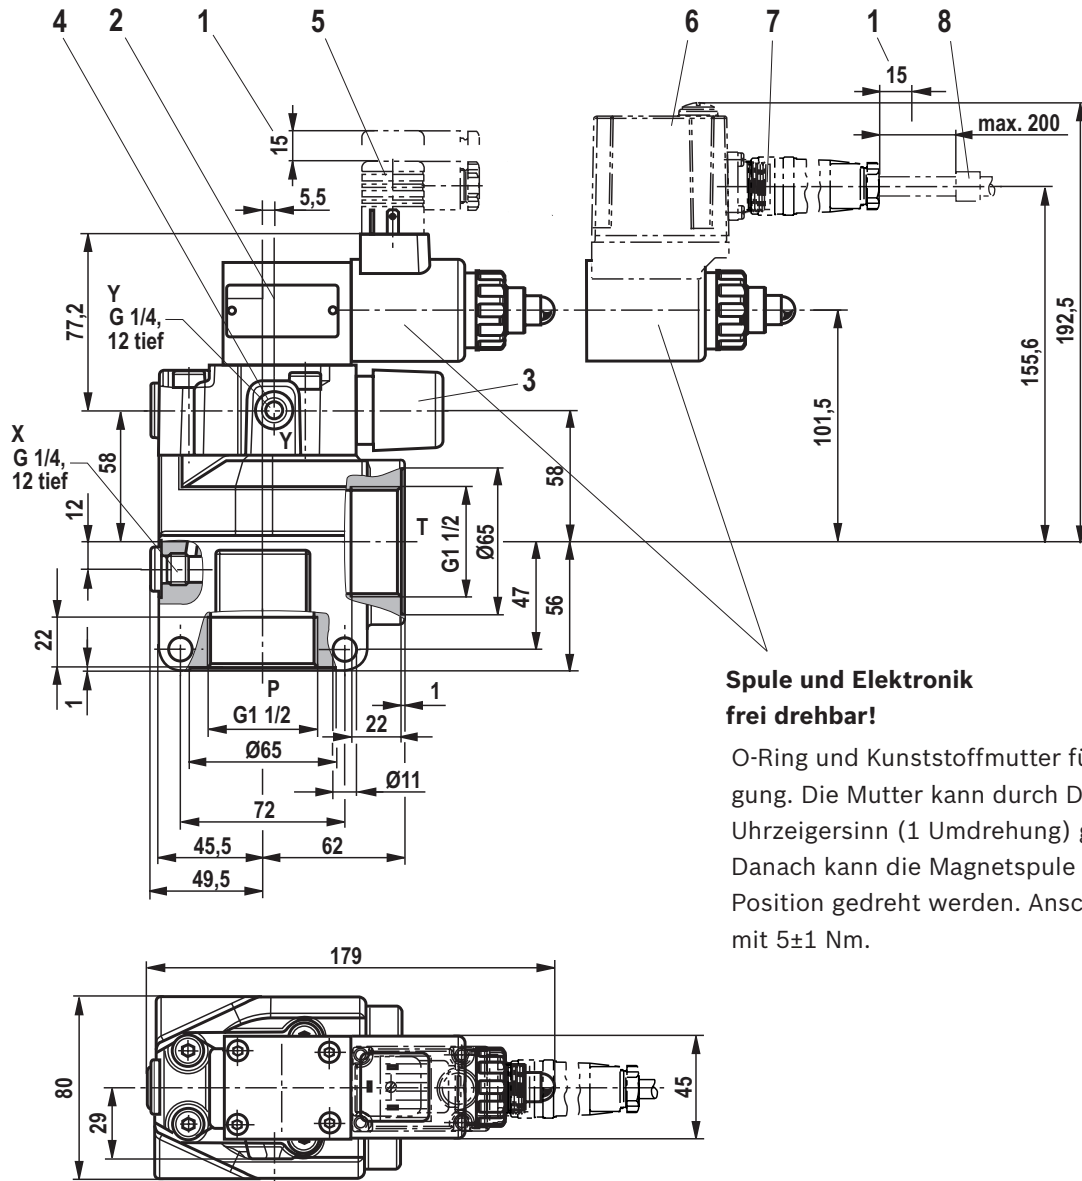 4 2 1 5 6 7 1 8
15
max. 200
15
5,5
77,2
Y
G 1/4,
12 tief
3
Y
X
G 1/4,
12 tief
58
12
22
1
T
G1 1/2
Ø65
58
47
56
101,5
155,6
192,5
P
G1 1/2
1
22
Ø65
Ø11
72
45,5 62
49,5
Spule und Elektronik
frei drehbar!
O-Ring und Kunststoffmutter
gung. Die Mutter kann durch
Uhrzeigersinn (1 Umdrehung)
Danach kann die Magnetspule
Position gedreht werden.
mit 5±1 Nm.
179
80
29
45